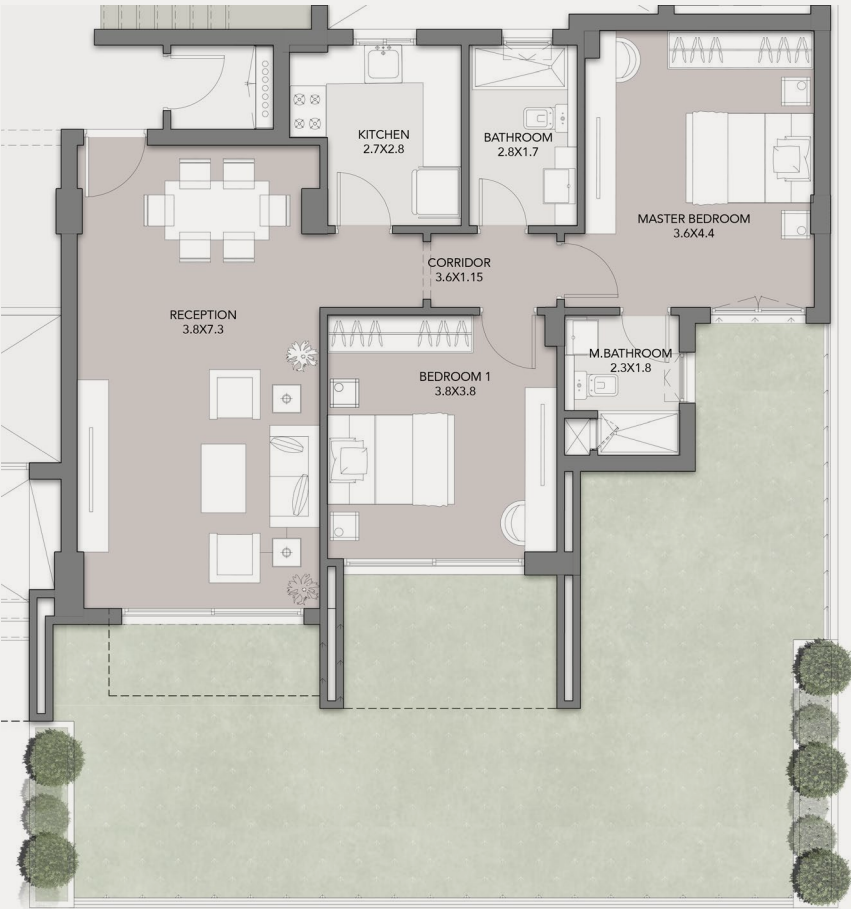 KITCHEN
2.7X2.8
BATHROOM
2.8X1.7
MASTER BEDROOM
3.6X4.4
CORRIDOR
3.6X1.15
RECEPTION
3.8X7.3
M.BATHROOM
2.3X1.8
BEDROOM 1
3.8X3.8